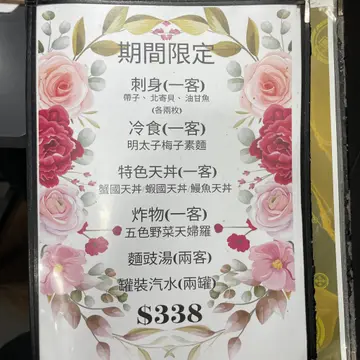 期間限定
刺身(一客)
帶子、北寄貝、油甘魚
(各兩枚)
冷食(一客)
明太子梅子素麵
特色天丼(一客)
蟹國天丼/蝦國天丼/鰻魚天丼
炸物(一客)
五色野菜天婦羅
麵豉湯(兩客)
罐裝汽水(兩罐)
$338